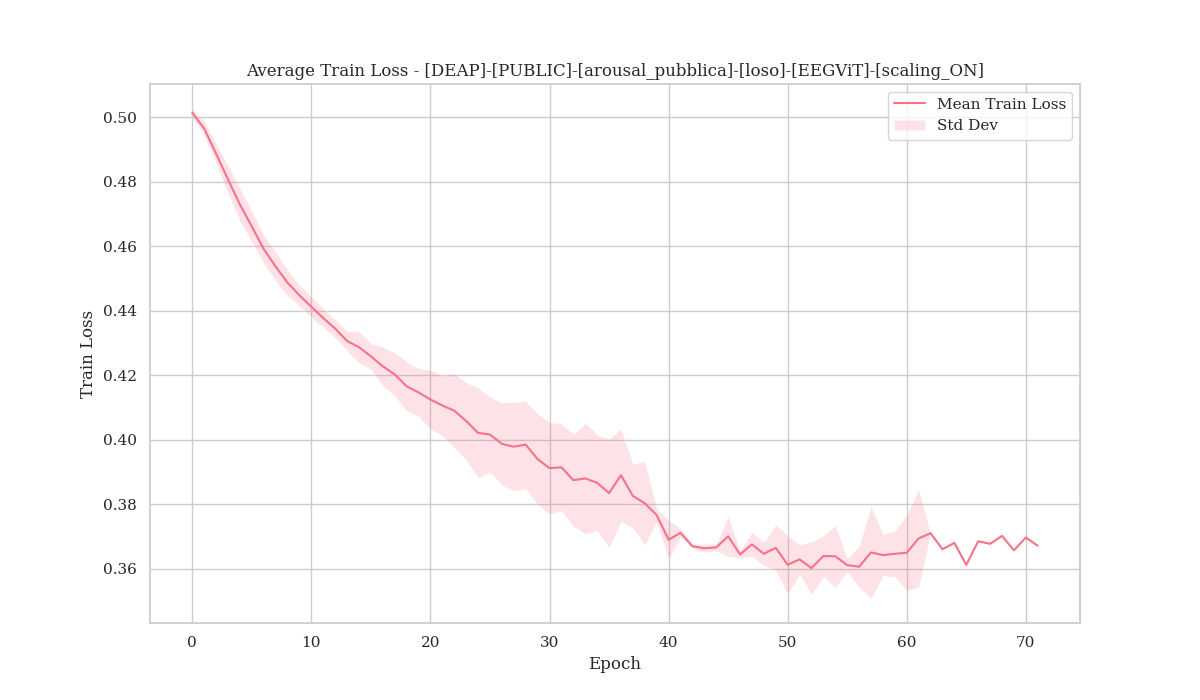 Average Train Loss - [DEAP]-[PUBLIC]-[arousal_pubblica]-[loso]-[EEGViT]-[scaling_ON]
Mean Train Loss
Std Dev
0.50
0.48
0.46
0.44
0.42
0.40
0.38
0.36
Train Loss
0 10 20 30 40 50 60 70
Epoch